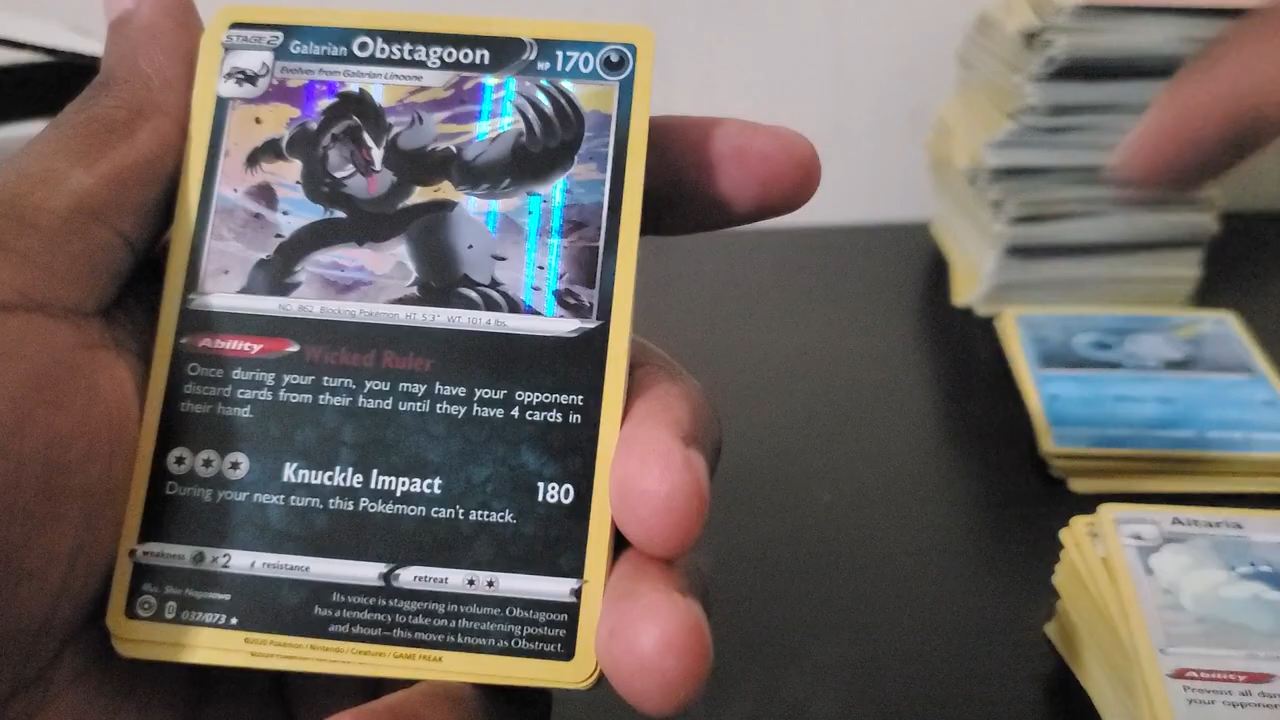 STAGE 2
Galarian Obstagoon
HP 170
Evolves from Galarian Linoone
NO. 862 Blocking Pokémon HT: 5'3" WT: 101.4 lbs.
Ability Wicked Ruler
Once during your turn, you may have your opponent
discard cards from their hand until they have 4 cards in
their hand.
Knuckle Impact 180
During your next turn, this Pokémon can't attack.
weakness ×2 resistance retreat
Illus. Shin Nagasawa
D 037/073 ★
Its voice is staggering in volume. Obstagoon
has a tendency to take on a threatening posture
and shout—this move is known as Obstruct.
©2020 Pokémon / Nintendo / Creatures / GAME FREAK
Altaria
Ability
Prevent all dam
your opponen